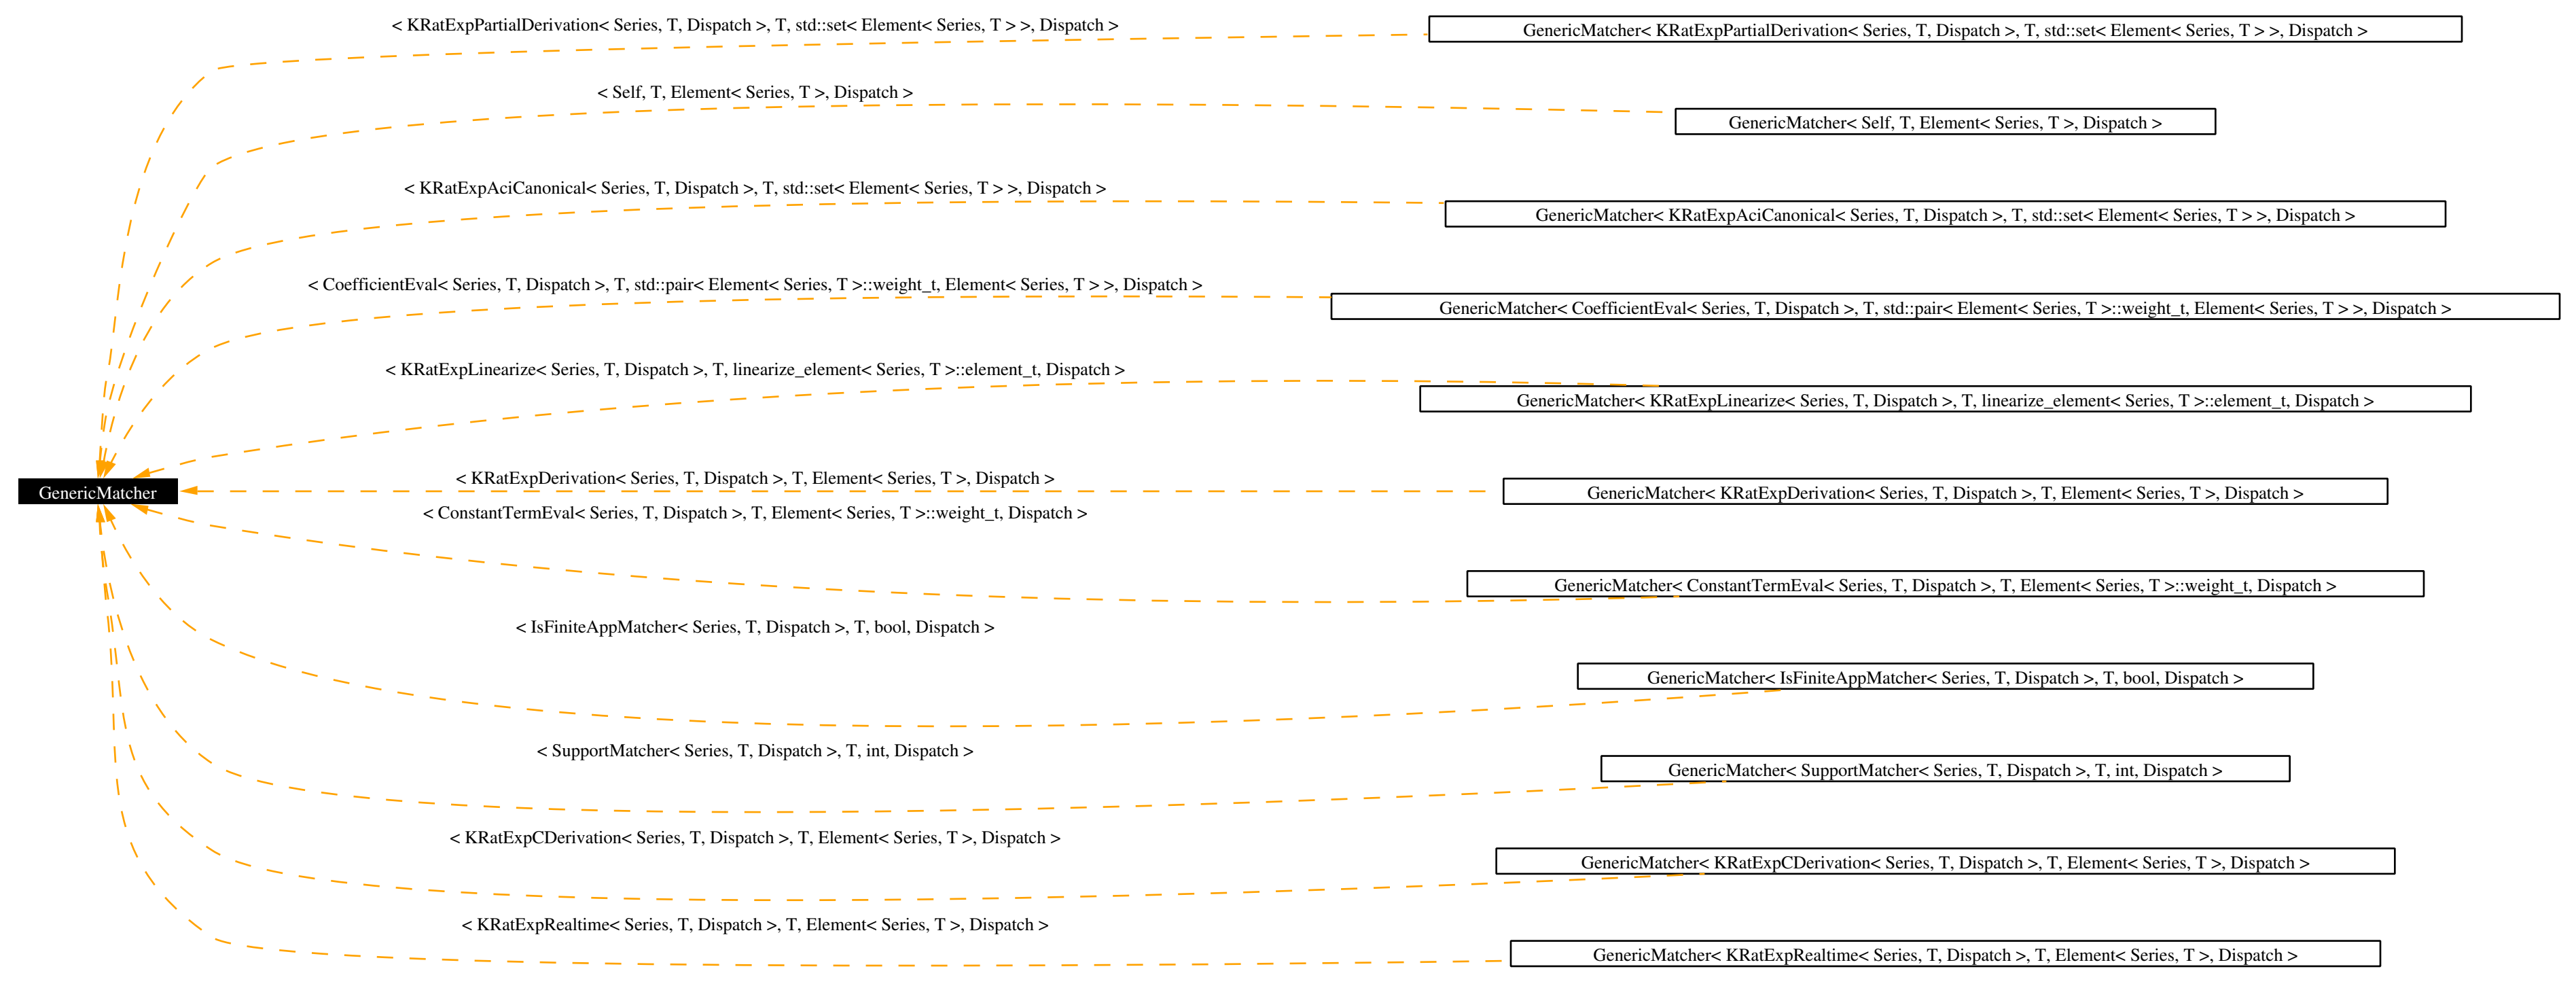 < KRatExpPartialDerivation< Series, T, Dispatch >, T, std::set< Element< Series, T > >, Dispatch >
GenericMatcher< KRatExpPartialDerivation< Series, T, Dispatch >, T, std::set< Element< Series, T > >, Dispatch >
< Self, T, Element< Series, T >, Dispatch >
GenericMatcher< Self, T, Element< Series, T >, Dispatch >
< KRatExpAciCanonical< Series, T, Dispatch >, T, std::set< Element< Series, T > >, Dispatch >
GenericMatcher< KRatExpAciCanonical< Series, T, Dispatch >, T, std::set< Element< Series, T > >, Dispatch >
< CoefficientEval< Series, T, Dispatch >, T, std::pair< Element< Series, T >::weight_t, Element< Series, T > >, Dispatch >
GenericMatcher< CoefficientEval< Series, T, Dispatch >, T, std::pair< Element< Series, T >::weight_t, Element< Series, T > >, Dispatch >
< KRatExpLinearize< Series, T, Dispatch >, T, linearize_element< Series, T >::element_t, Dispatch >
GenericMatcher< KRatExpLinearize< Series, T, Dispatch >, T, linearize_element< Series, T >::element_t, Dispatch >
< KRatExpDerivation< Series, T, Dispatch >, T, Element< Series, T >, Dispatch >
GenericMatcher
GenericMatcher< KRatExpDerivation< Series, T, Dispatch >, T, Element< Series, T >, Dispatch >
< ConstantTermEval< Series, T, Dispatch >, T, Element< Series, T >::weight_t, Dispatch >
GenericMatcher< ConstantTermEval< Series, T, Dispatch >, T, Element< Series, T >::weight_t, Dispatch >
< IsFiniteAppMatcher< Series, T, Dispatch >, T, bool, Dispatch >
GenericMatcher< IsFiniteAppMatcher< Series, T, Dispatch >, T, bool, Dispatch >
< SupportMatcher< Series, T, Dispatch >, T, int, Dispatch >
GenericMatcher< SupportMatcher< Series, T, Dispatch >, T, int, Dispatch >
< KRatExpCDerivation< Series, T, Dispatch >, T, Element< Series, T >, Dispatch >
GenericMatcher< KRatExpCDerivation< Series, T, Dispatch >, T, Element< Series, T >, Dispatch >
< KRatExpRealtime< Series, T, Dispatch >, T, Element< Series, T >, Dispatch >
GenericMatcher< KRatExpRealtime< Series, T, Dispatch >, T, Element< Series, T >, Dispatch >